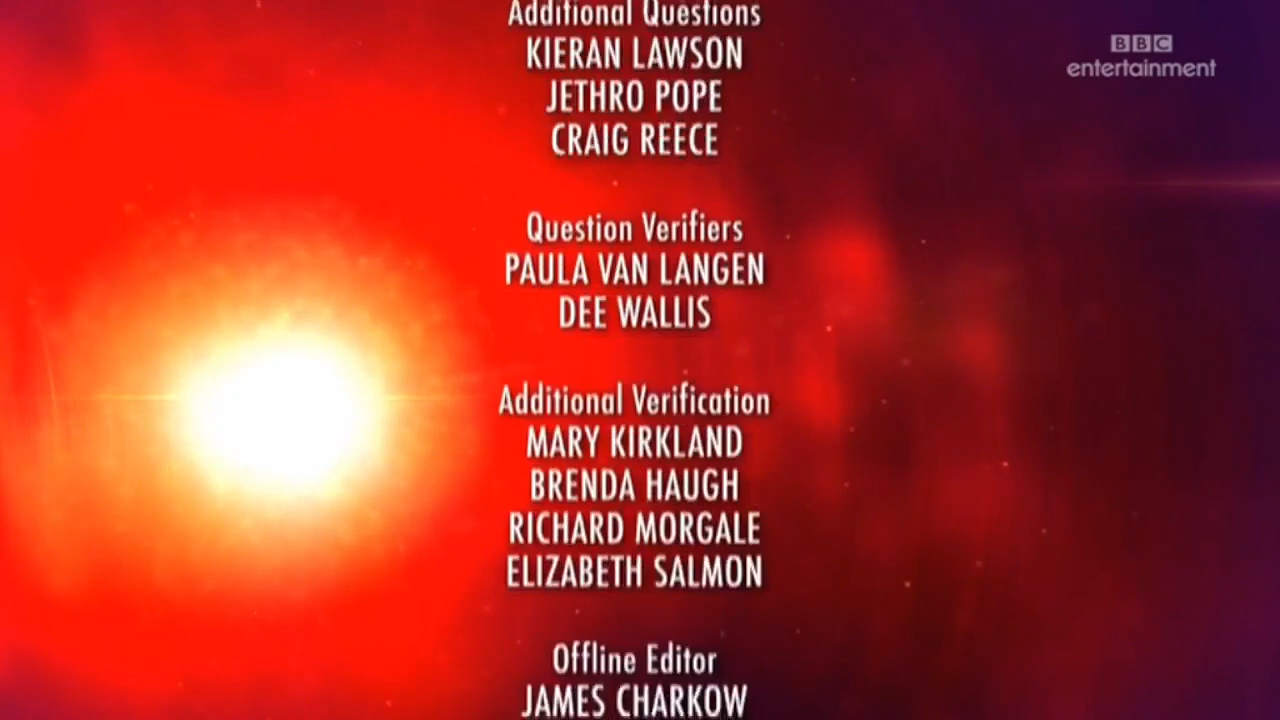 Additional Questions
KIERAN LAWSON
JETHRO POPE
CRAIG REECE
Question Verifiers
PAULA VAN LANGEN
DEE WALLIS
Additional Verification
MARY KIRKLAND
BRENDA HAUGH
RICHARD MORGALE
ELIZABETH SALMON
Offline Editor
JAMES CHARKOW
BBC
entertainment